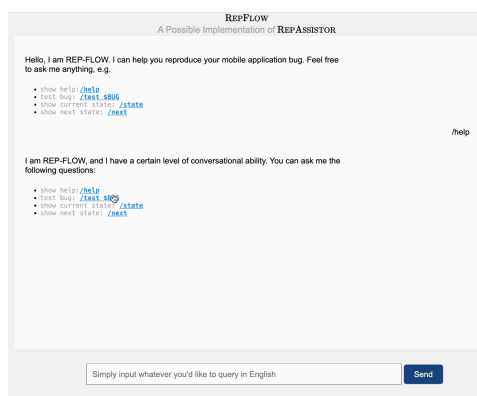 REPFLOW
A Possible Implementation of REPASSISTOR
Hello, I am REP-FLOW. I can help you reproduce your mobile application bug. Feel free
to ask me anything, e.g.
• show help:/help
• test bug: /test $BUG
• show current state: /state
• show next state: /next
/help
I am REP-FLOW, and I have a certain level of conversational ability. You can ask me the
following questions:
• show help:/help
• test bug: /test $BUG
• show current state: /state
• show next state: /next
Simply input whatever you'd like to query in English
Send